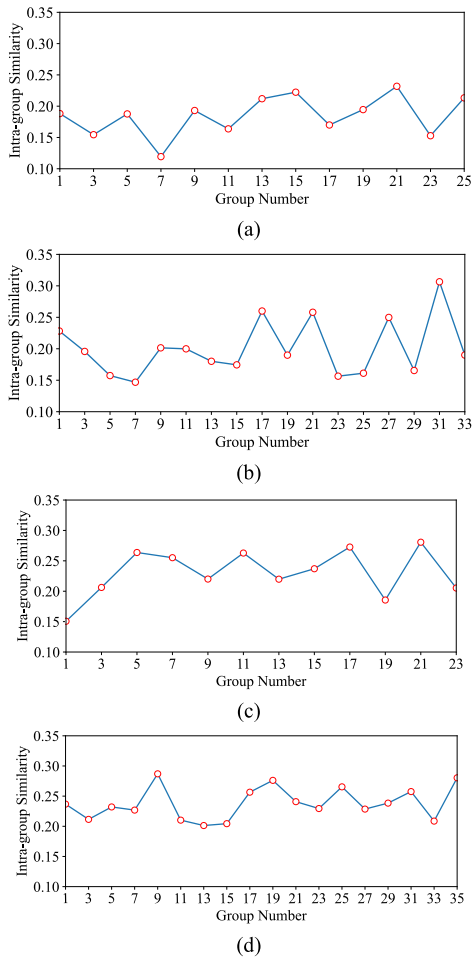 0.35
0.30
0.25
0.20
0.15
0.10
Intra-group Similarity
1 3 5 7 9 11 13 15 17 19 21 23 25
Group Number
(a)
0.35
0.30
0.25
0.20
0.15
0.10
Intra-group Similarity
1 3 5 7 9 11 13 15 17 19 21 23 25 27 29 31 33
Group Number
(b)
0.35
0.30
0.25
0.20
0.15
0.10
Intra-group Similarity
1 3 5 7 9 11 13 15 17 19 21 23
Group Number
(c)
0.35
0.30
0.25
0.20
0.15
0.10
Intra-group Similarity
1 3 5 7 9 11 13 15 17 19 21 23 25 27 29 31 33 35
Group Number
(d)